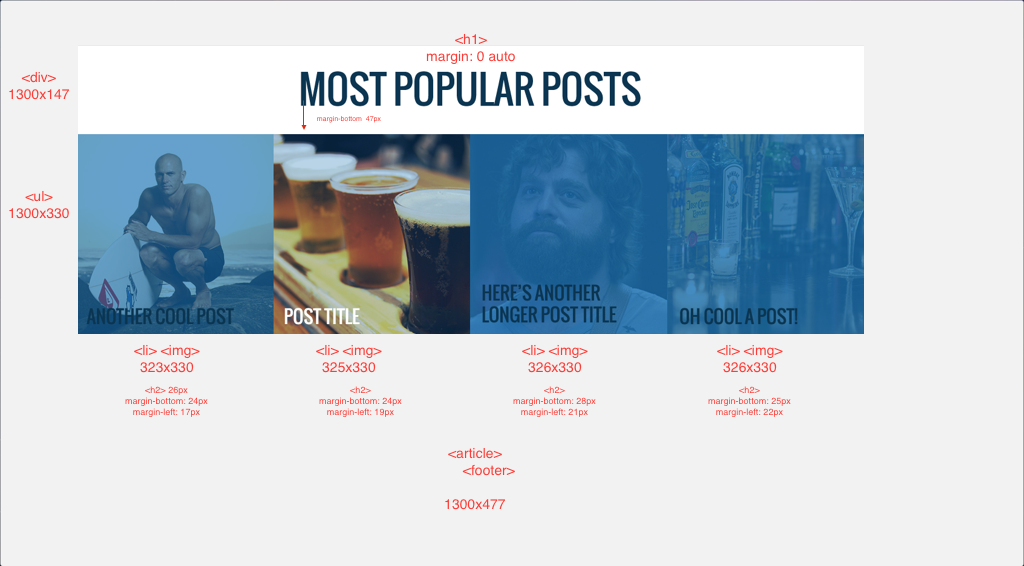 <h1>
margin: 0 auto
<div>
1300x147
MOST POPULAR POSTS
margin-bottom 47px
<ul>
1300x330
ANOTHER COOL POST
POST TITLE
HERE'S ANOTHER
LONGER POST TITLE
OH COOL A POST!
<li> <img>
323x330
<h2> 26px
margin-bottom: 24px
margin-left: 17px
<li> <img>
325x330
<h2>
margin-bottom: 24px
margin-left: 19px
<li> <img>
326x330
<h2>
margin-bottom: 28px
margin-left: 21px
<li> <img>
326x330
<h2>
margin-bottom: 25px
margin-left: 22px
<article>
<footer>
1300x477